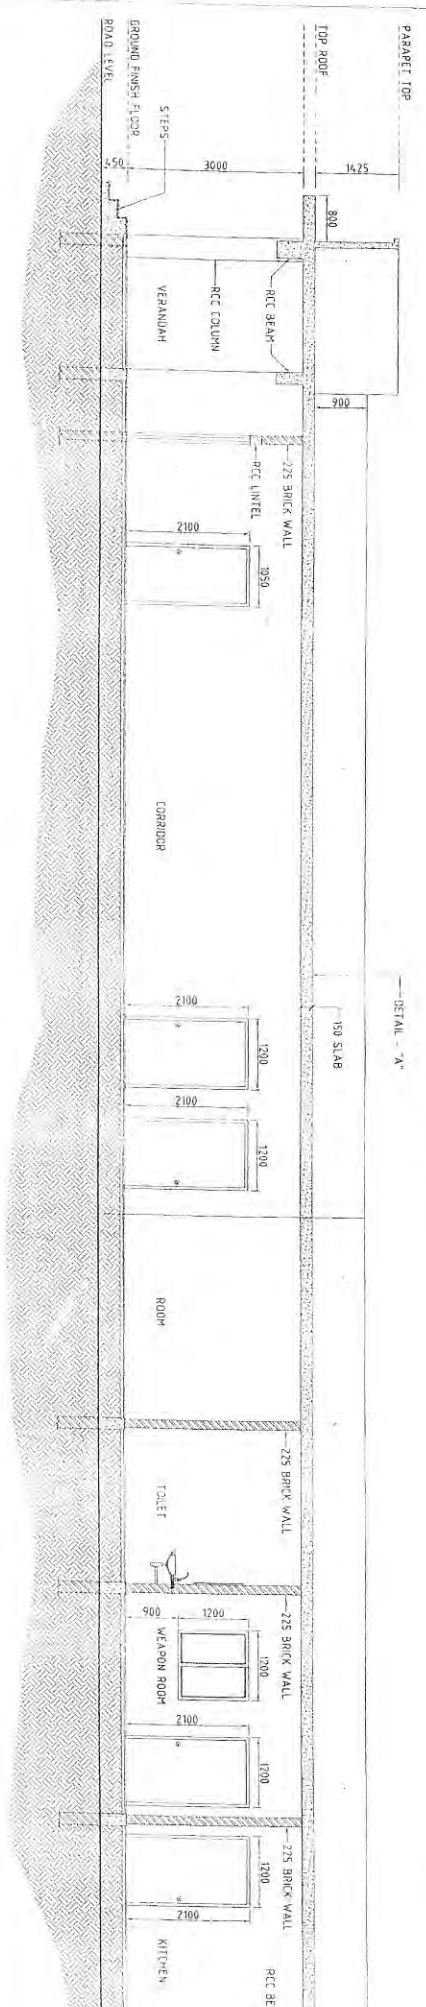 PARAPET TOP
TOP ROOF
GROUND FINISH FLOOR
ROAD LEVEL
1425
3000
450
STEPS
800
RCC BEAM
RCC COLUMN
VERANDAH
900
225 BRICK WALL
RCC LINTEL
2100
1050
CORRIDOR
DETAIL - "A"
150 SLAB
2100
1200
2100
1200
ROOM
225 BRICK WALL
TOILET
225 BRICK WALL
900
1200
1200
WEAPON ROOM
2100
1200
225 BRICK WALL
1200
2100
KITCHEN
RCC BE